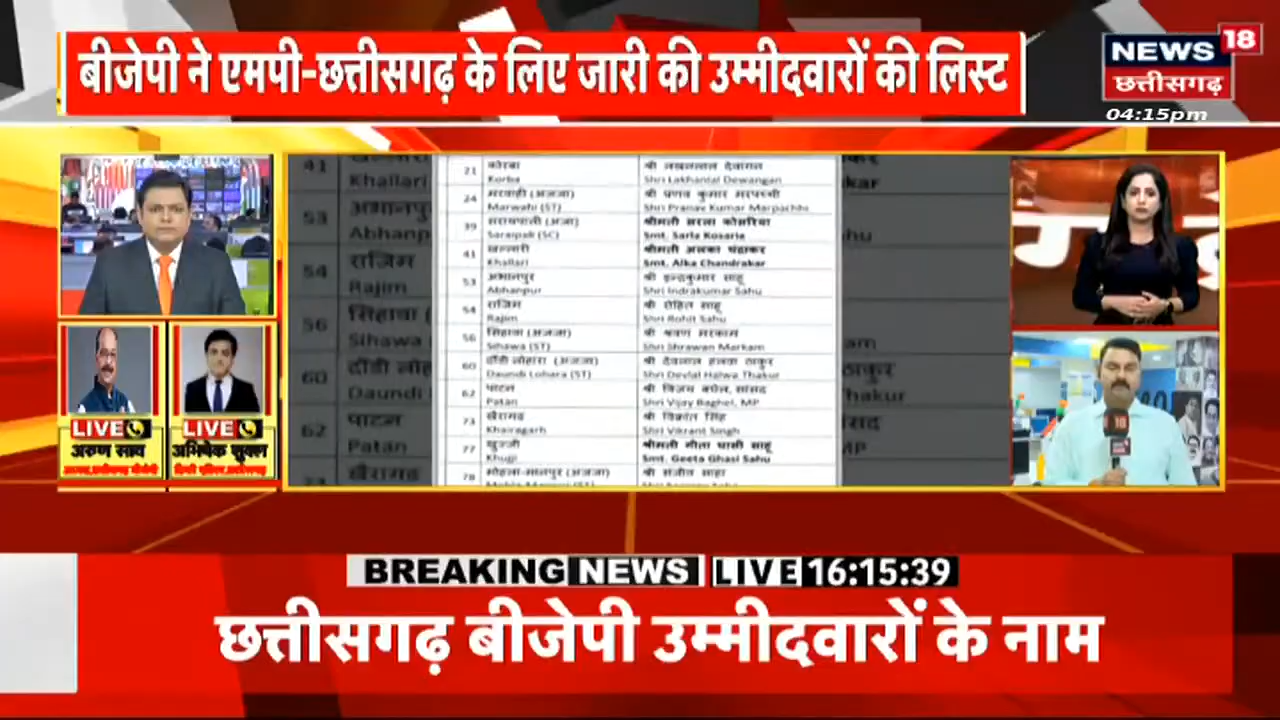 बीजेपी ने एमपी-छत्तीसगढ़ के लिए जारी की उम्मीदवारों की लिस्ट
NEWS 18
छत्तीसगढ़
04:15pm
41
Khallari
53
Abhanpur
54 राजिम
Rajim
56
Sihawa
60
Daundi
62 पाटन
Patan
21 कोरबा श्री लखनलाल देवांगन
Korba Shri Lakhanlal Dewangan
24 मरवाही (अजजा) श्री प्रणव कुमार मरपच्ची
Marwahi (ST) Shri Pranav Kumar Marpachhi
39 सरायपाली (अजा) श्रीमती सरला कोसरिया
Saraipali (SC) Smt. Sarla Kosaria
41 खल्लारी श्रीमती अलका चंद्राकर
Khallari Smt. Alka Chandrakar
53 अभानपुर श्री इन्द्रकुमार साहू
Abhanpur Shri Indrakumar Sahu
54 राजिम श्री रोहित साहू
Rajim Shri Rohit Sahu
56 सिहावा (अजजा) श्री श्रवण मरकाम
Sihawa (ST) Shri Shrawan Markam
60 दौंडी लोहारा (अजजा) श्री देवलाल हलवा ठाकुर
Daundi Lohara (ST) Shri Devlal Halwa Thakur
62 पाटन श्री विजय बघेल, सांसद
Patan Shri Vijay Baghel, MP
73 खैरागढ़ श्री विक्रांत सिंह
Khairagarh Shri Vikrant Singh
77 खुज्जी श्रीमती गीता घासी साहू
Khujji Smt. Geeta Ghasi Sahu
78 मोहला-मानपुर (अजजा) श्री संजीव साहा
LIVE
अरुण साव
LIVE
अभिषेक शुक्ल
BREAKING NEWS LIVE 16:15:39
छत्तीसगढ़ बीजेपी उम्मीदवारों के नाम